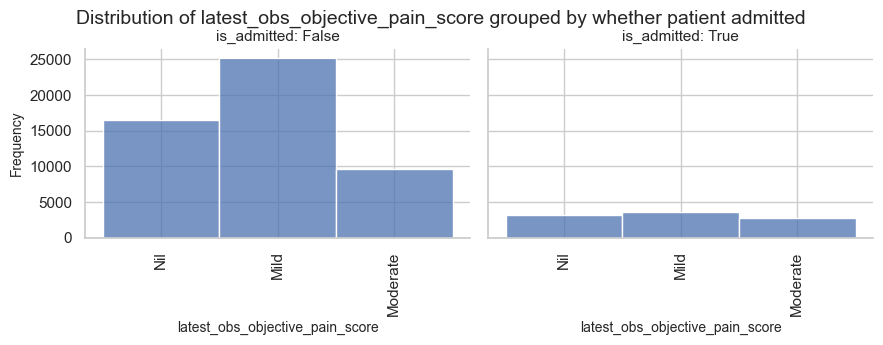 Distribution of latest_obs_objective_pain_score grouped by whether patient admitted
is_admitted: False
is_admitted: True
Frequency
25000
20000
15000
10000
5000
0
Nil
Mild
Moderate
latest_obs_objective_pain_score
Nil
Mild
Moderate
latest_obs_objective_pain_score